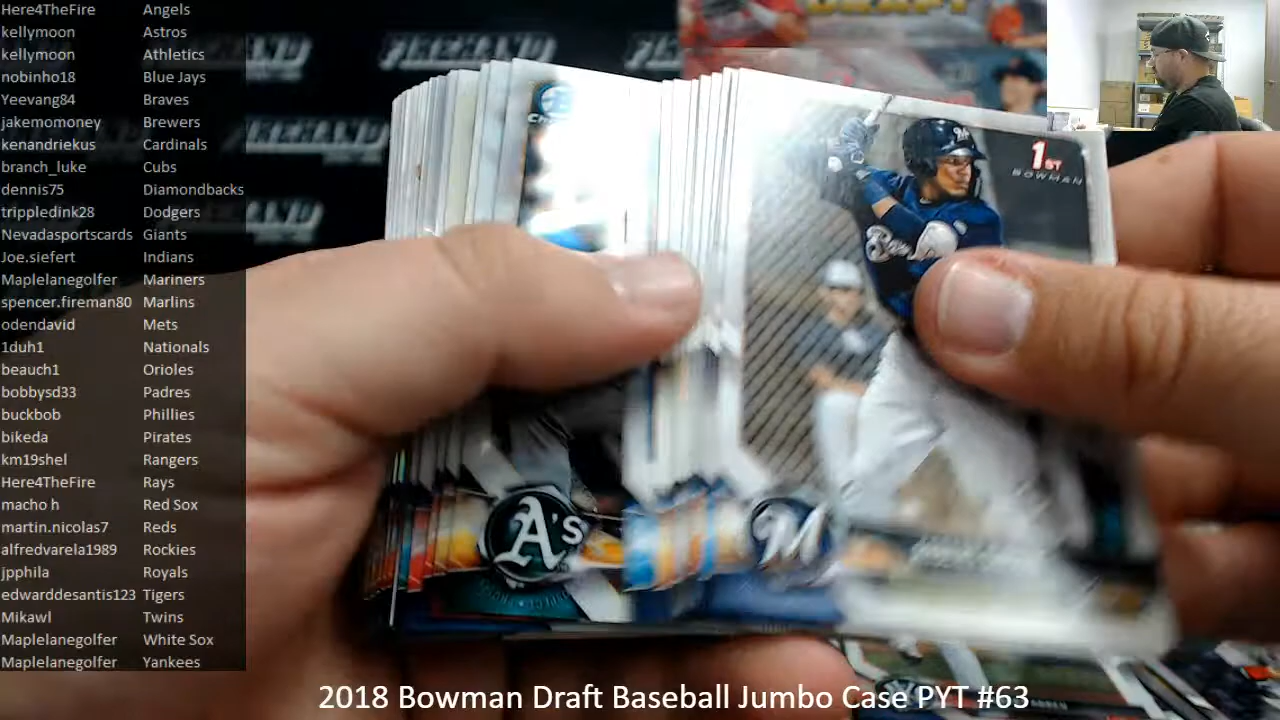 Here4TheFire Angels
kellymoon Astros
kellymoon Athletics
nobinho18 Blue Jays
Yeevang84 Braves
jakemomoney Brewers
kenandriekus Cardinals
branch_luke Cubs
dennis75 Diamondbacks
trippledink28 Dodgers
Nevadasportscards Giants
Joe.siefert Indians
Maplelanegolfer Mariners
spencer.fireman80 Marlins
odendavid Mets
1duh1 Nationals
beauch1 Orioles
bobbysd33 Padres
buckbob Phillies
bikeda Pirates
km19shel Rangers
Here4TheFire Rays
macho h Red Sox
martin.nicolas7 Reds
alfredvarela1989 Rockies
jpphila Royals
edwarddesantis123 Tigers
Mikawl Twins
Maplelanegolfer White Sox
Maplelanegolfer Yankees
1ST
BOWMAN
A's
M
2018 Bowman Draft Baseball Jumbo Case PYT #63